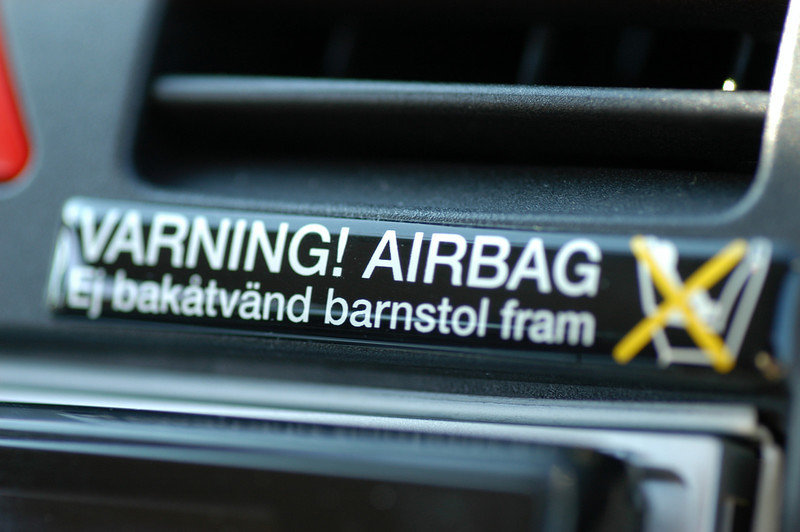 VARNING! AIRBAG
Ej bakåtvänd barnstol fram